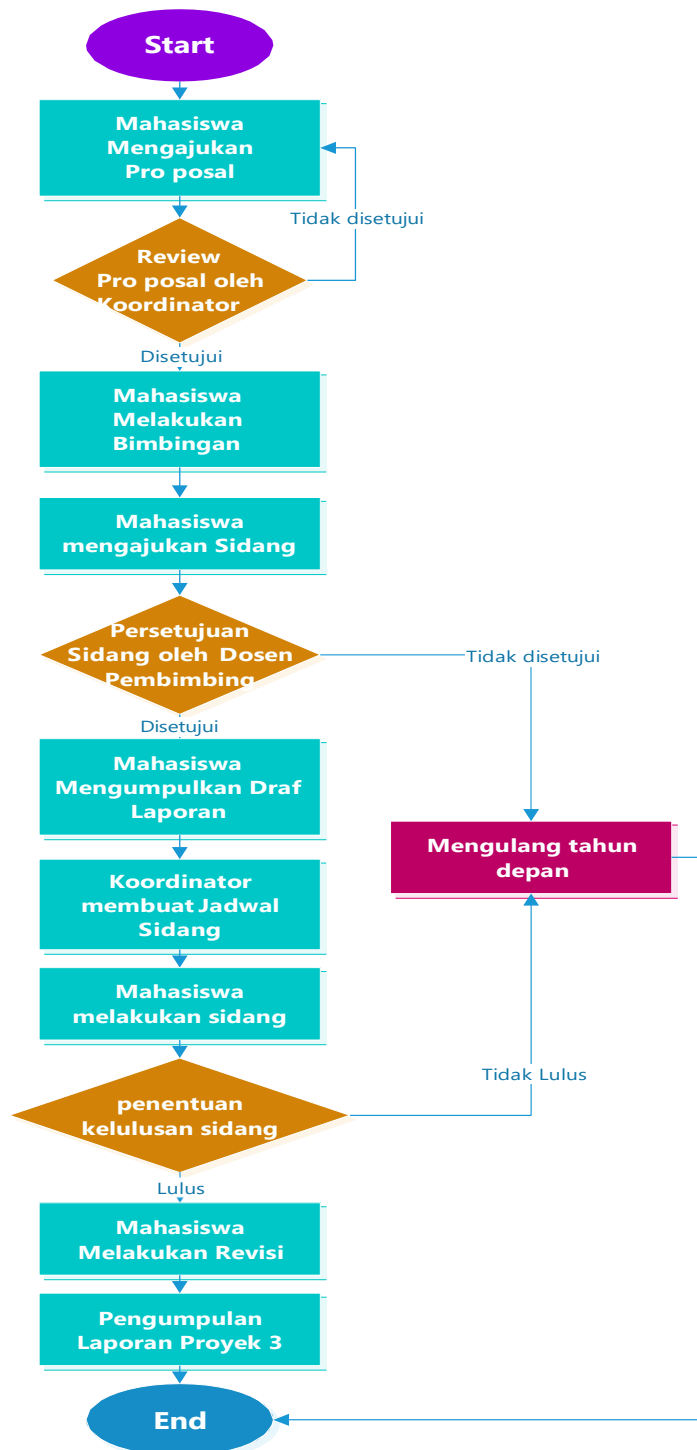 Start
Mahasiswa
Mengajukan
Pro posal
Tidak disetujui
Review
Pro posal oleh
Koordinator
Disetujui
Mahasiswa
Melakukan
Bimbingan
Mahasiswa
mengajukan Sidang
Persetujuan
Sidang oleh Dosen
Pembimbing
Tidak disetujui
Disetujui
Mahasiswa
Mengumpulkan Draf
Laporan
Mengulang tahun
depan
Koordinator
membuat Jadwal
Sidang
Mahasiswa
melakukan sidang
Tidak Lulus
penentuan
kelulusan sidang
Lulus
Mahasiswa
Melakukan Revisi
Pengumpulan
Laporan Proyek 3
End